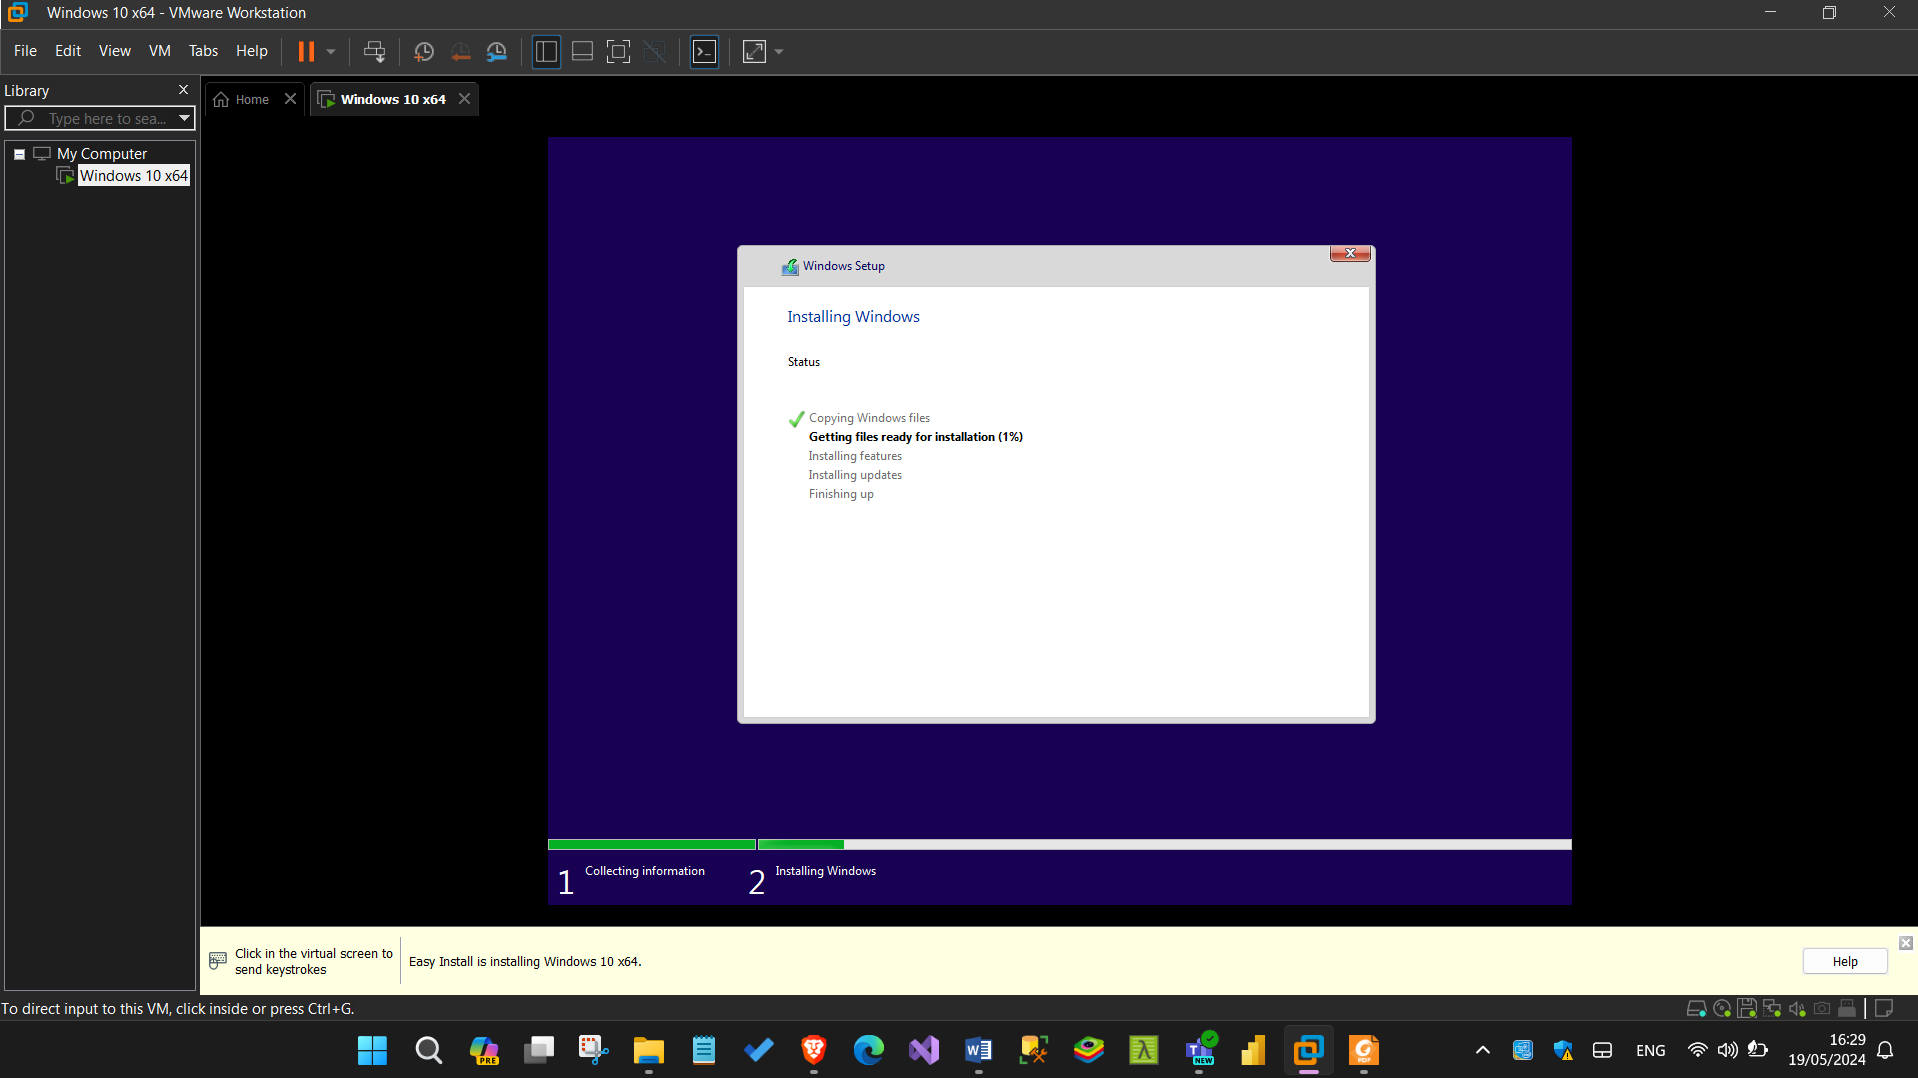 Windows 10 x64 - VMware Workstation
File Edit View VM Tabs Help
Library
Type here to sea...
Home
Windows 10 x64
My Computer
Windows 10 x64
Windows Setup
Installing Windows
Status
Copying Windows files
Getting files ready for installation (1%)
Installing features
Installing updates
Finishing up
1 Collecting information
2 Installing Windows
Click in the virtual screen to
send keystrokes
Easy Install is installing Windows 10 x64.
Help
To direct input to this VM, click inside or press Ctrl+G.
PRE
NEW
PDF
ENG
16:29
19/05/2024